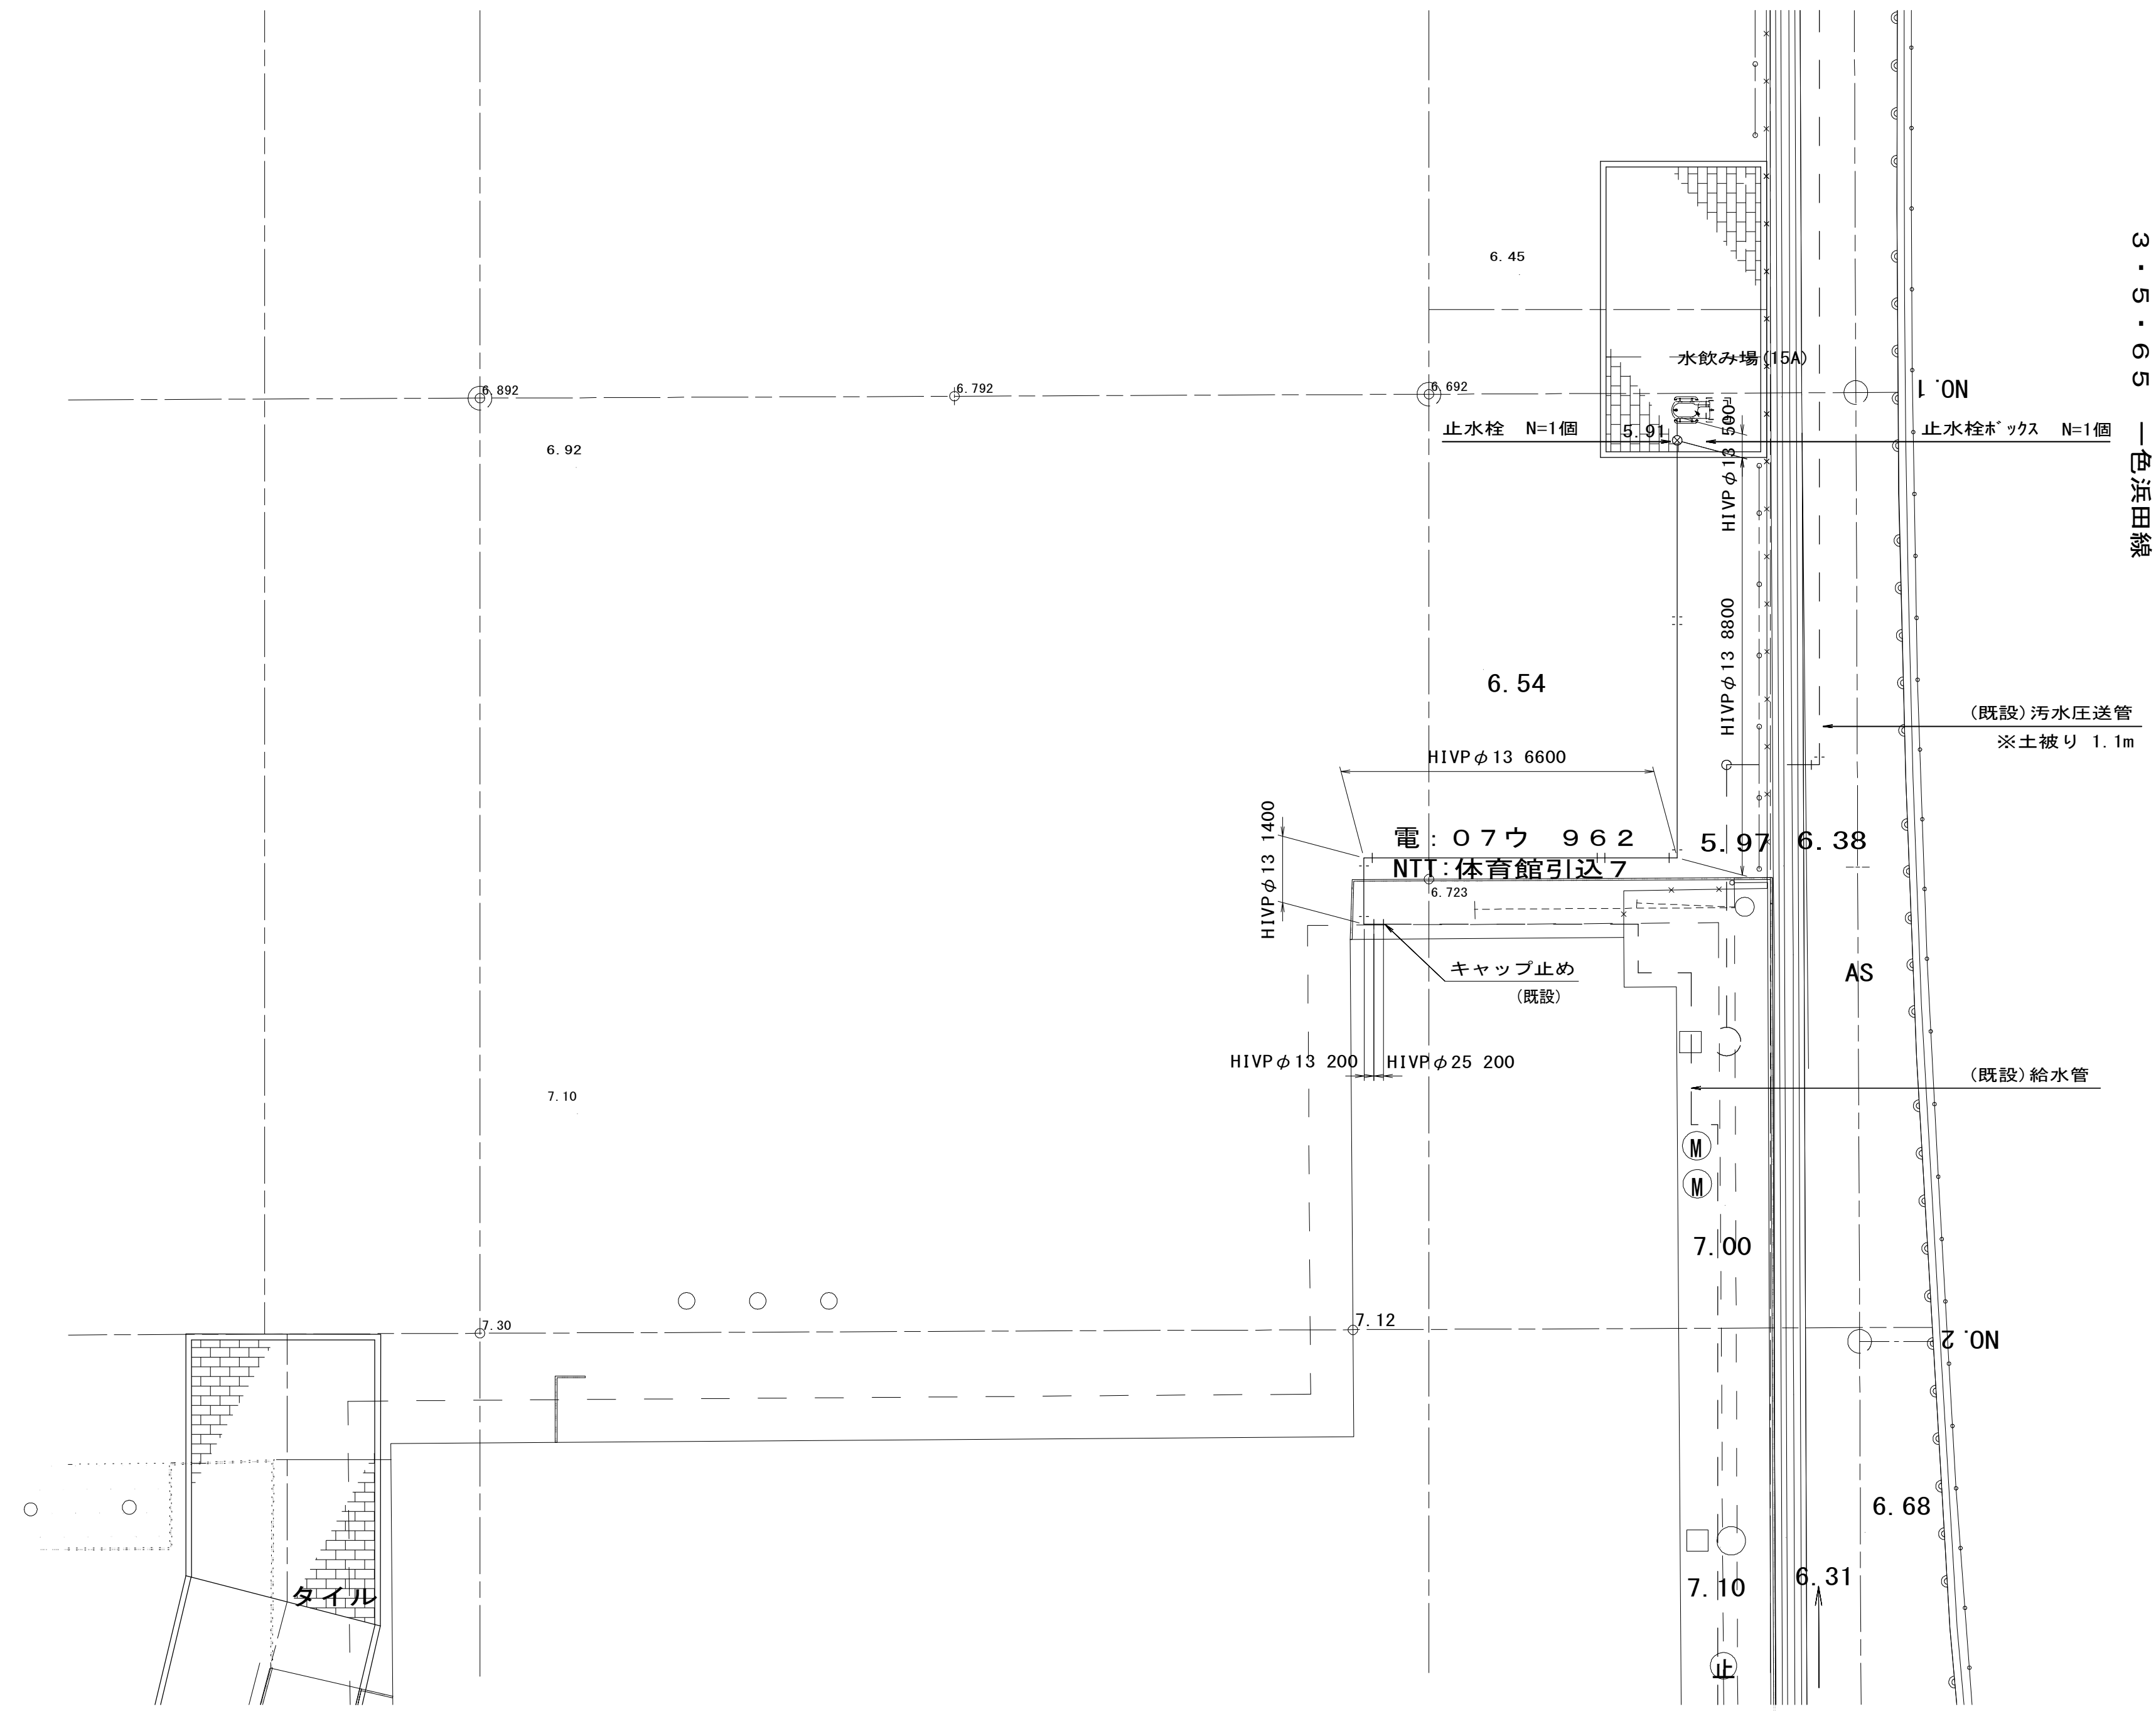 6.45
3・5・65　一色浜田線
水飲み場(15A)
6.892
6.792
6.692
NO.1
止水栓　N=1個
5.91
HIVPφ13 500
止水栓ボックス　N=1個
6.92
HIVPφ13 8800
6.54
(既設)汚水圧送管
※土被り 1.1m
HIVPφ13 6600
HIVPφ13 1400
電:07ウ　962
5.97
6.38
NTT:体育館引込7
6.723
キャップ止め
(既設)
AS
HIVPφ13 200
HIVPφ25 200
(既設)給水管
7.10
M
M
7.00
7.30
7.12
NO.2
6.68
6.31
7.10
タイル
止